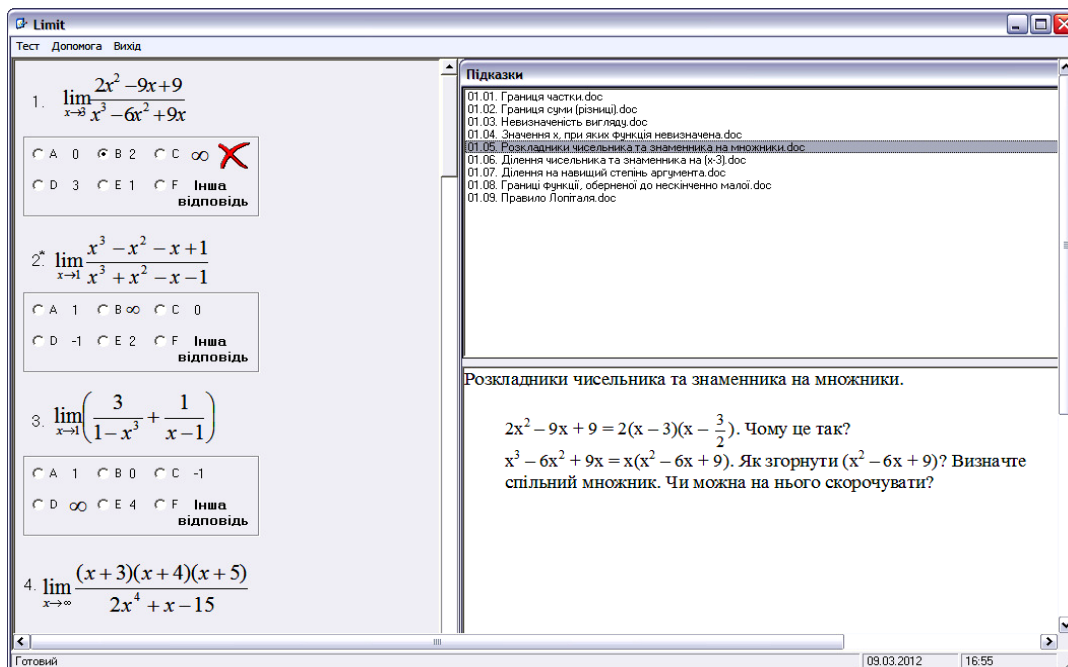 Limit
Тест Допомога Вихід
1. lim x→3 (2x² − 9x + 9)/(x³ − 6x² + 9x)
A 0 B 2 C ∞
D 3 E 1 F Інша
відповідь
2.* lim x→1 (x³ − x² − x + 1)/(x³ + x² − x − 1)
A 1 B ∞ C 0
D -1 E 2 F Інша
відповідь
3. lim x→1 (3/(1 − x³) + 1/(x − 1))
A 1 B 0 C -1
D ∞ E 4 F Інша
відповідь
4. lim x→∞ ((x + 3)(x + 4)(x + 5))/(2x⁴ + x − 15)
Підказки
01.01. Границя частки.doc
01.02. Границя суми (різниці).doc
01.03. Невизначеність вигляду.doc
01.04. Значення x, при яких функція невизначена.doc
01.05. Розкладники чисельника та знаменника на множники.doc
01.06. Ділення чисельника та знаменника на (x-3).doc
01.07. Ділення на навищий степінь аргумента.doc
01.08. Границі функції, оберненої до нескінченно малої.doc
01.09. Правило Лопіталя.doc
Розкладники чисельника та знаменника на множники.
2x² – 9x + 9 = 2(x – 3)(x – 3/2). Чому це так?
x³ – 6x² + 9x = x(x² – 6x + 9). Як згорнути (x² – 6x + 9)? Визначте
спільний множник. Чи можна на нього скорочувати?
Готовий 09.03.2012 16:55